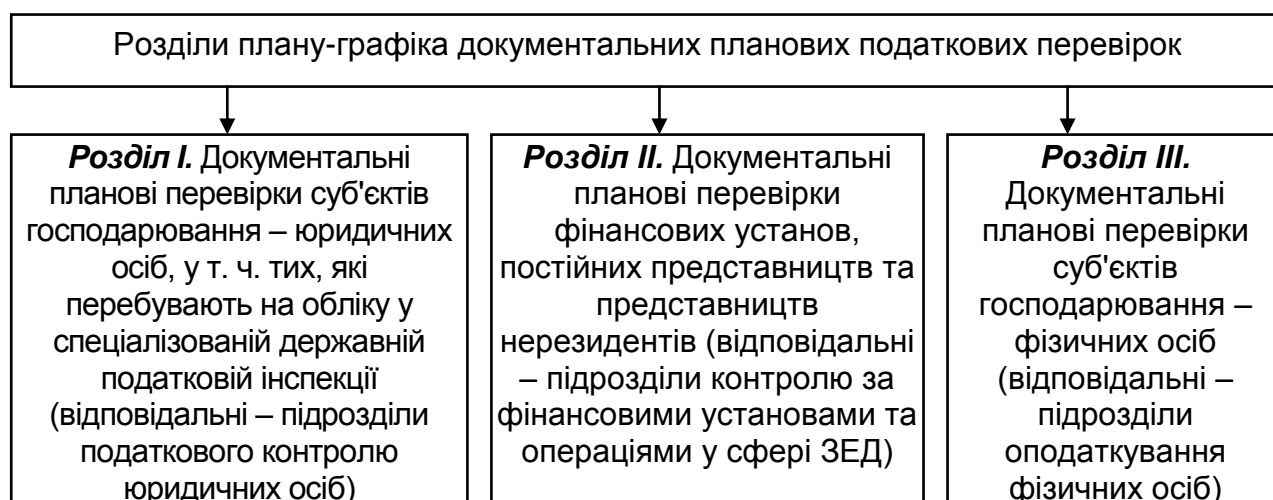 Розділи плану-графіка документальних планових податкових перевірок
Розділ І. Документальні
планові перевірки суб'єктів
господарювання – юридичних
осіб, у т. ч. тих, які
перебувають на обліку у
спеціалізованій державній
податковій інспекції
(відповідальні – підрозділи
податкового контролю
юридичних осіб)
Розділ ІІ. Документальні
планові перевірки
фінансових установ,
постійних представництв та
представництв
нерезидентів (відповідальні
– підрозділи контролю за
фінансовими установами та
операціями у сфері ЗЕД)
Розділ ІІІ.
Документальні
планові перевірки
суб'єктів
господарювання –
фізичних осіб
(відповідальні –
підрозділи
оподаткування
фізичних осіб)